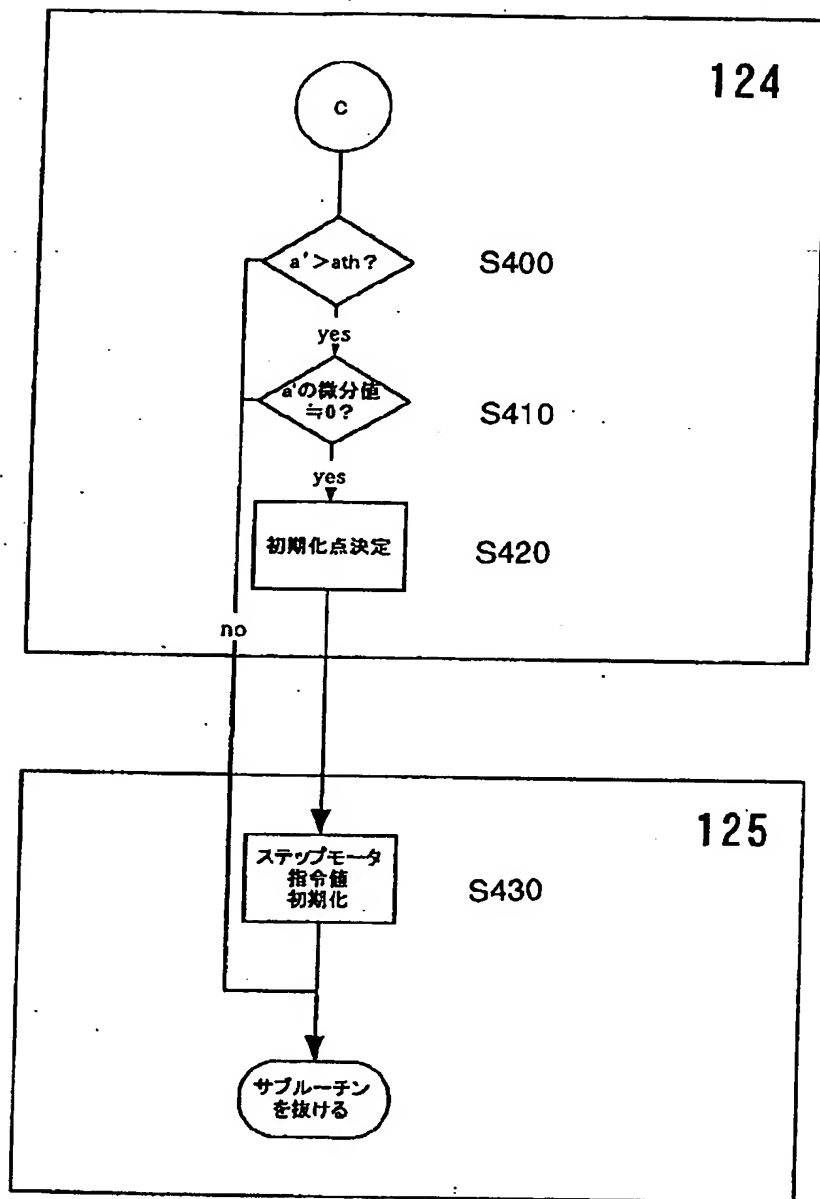 124
C
a'>ath?
S400
yes
a'の微分値
≒0?
S410
yes
初期化点決定
S420
no
125
ステップモータ
指令値
初期化
S430
サブルーチン
を抜ける